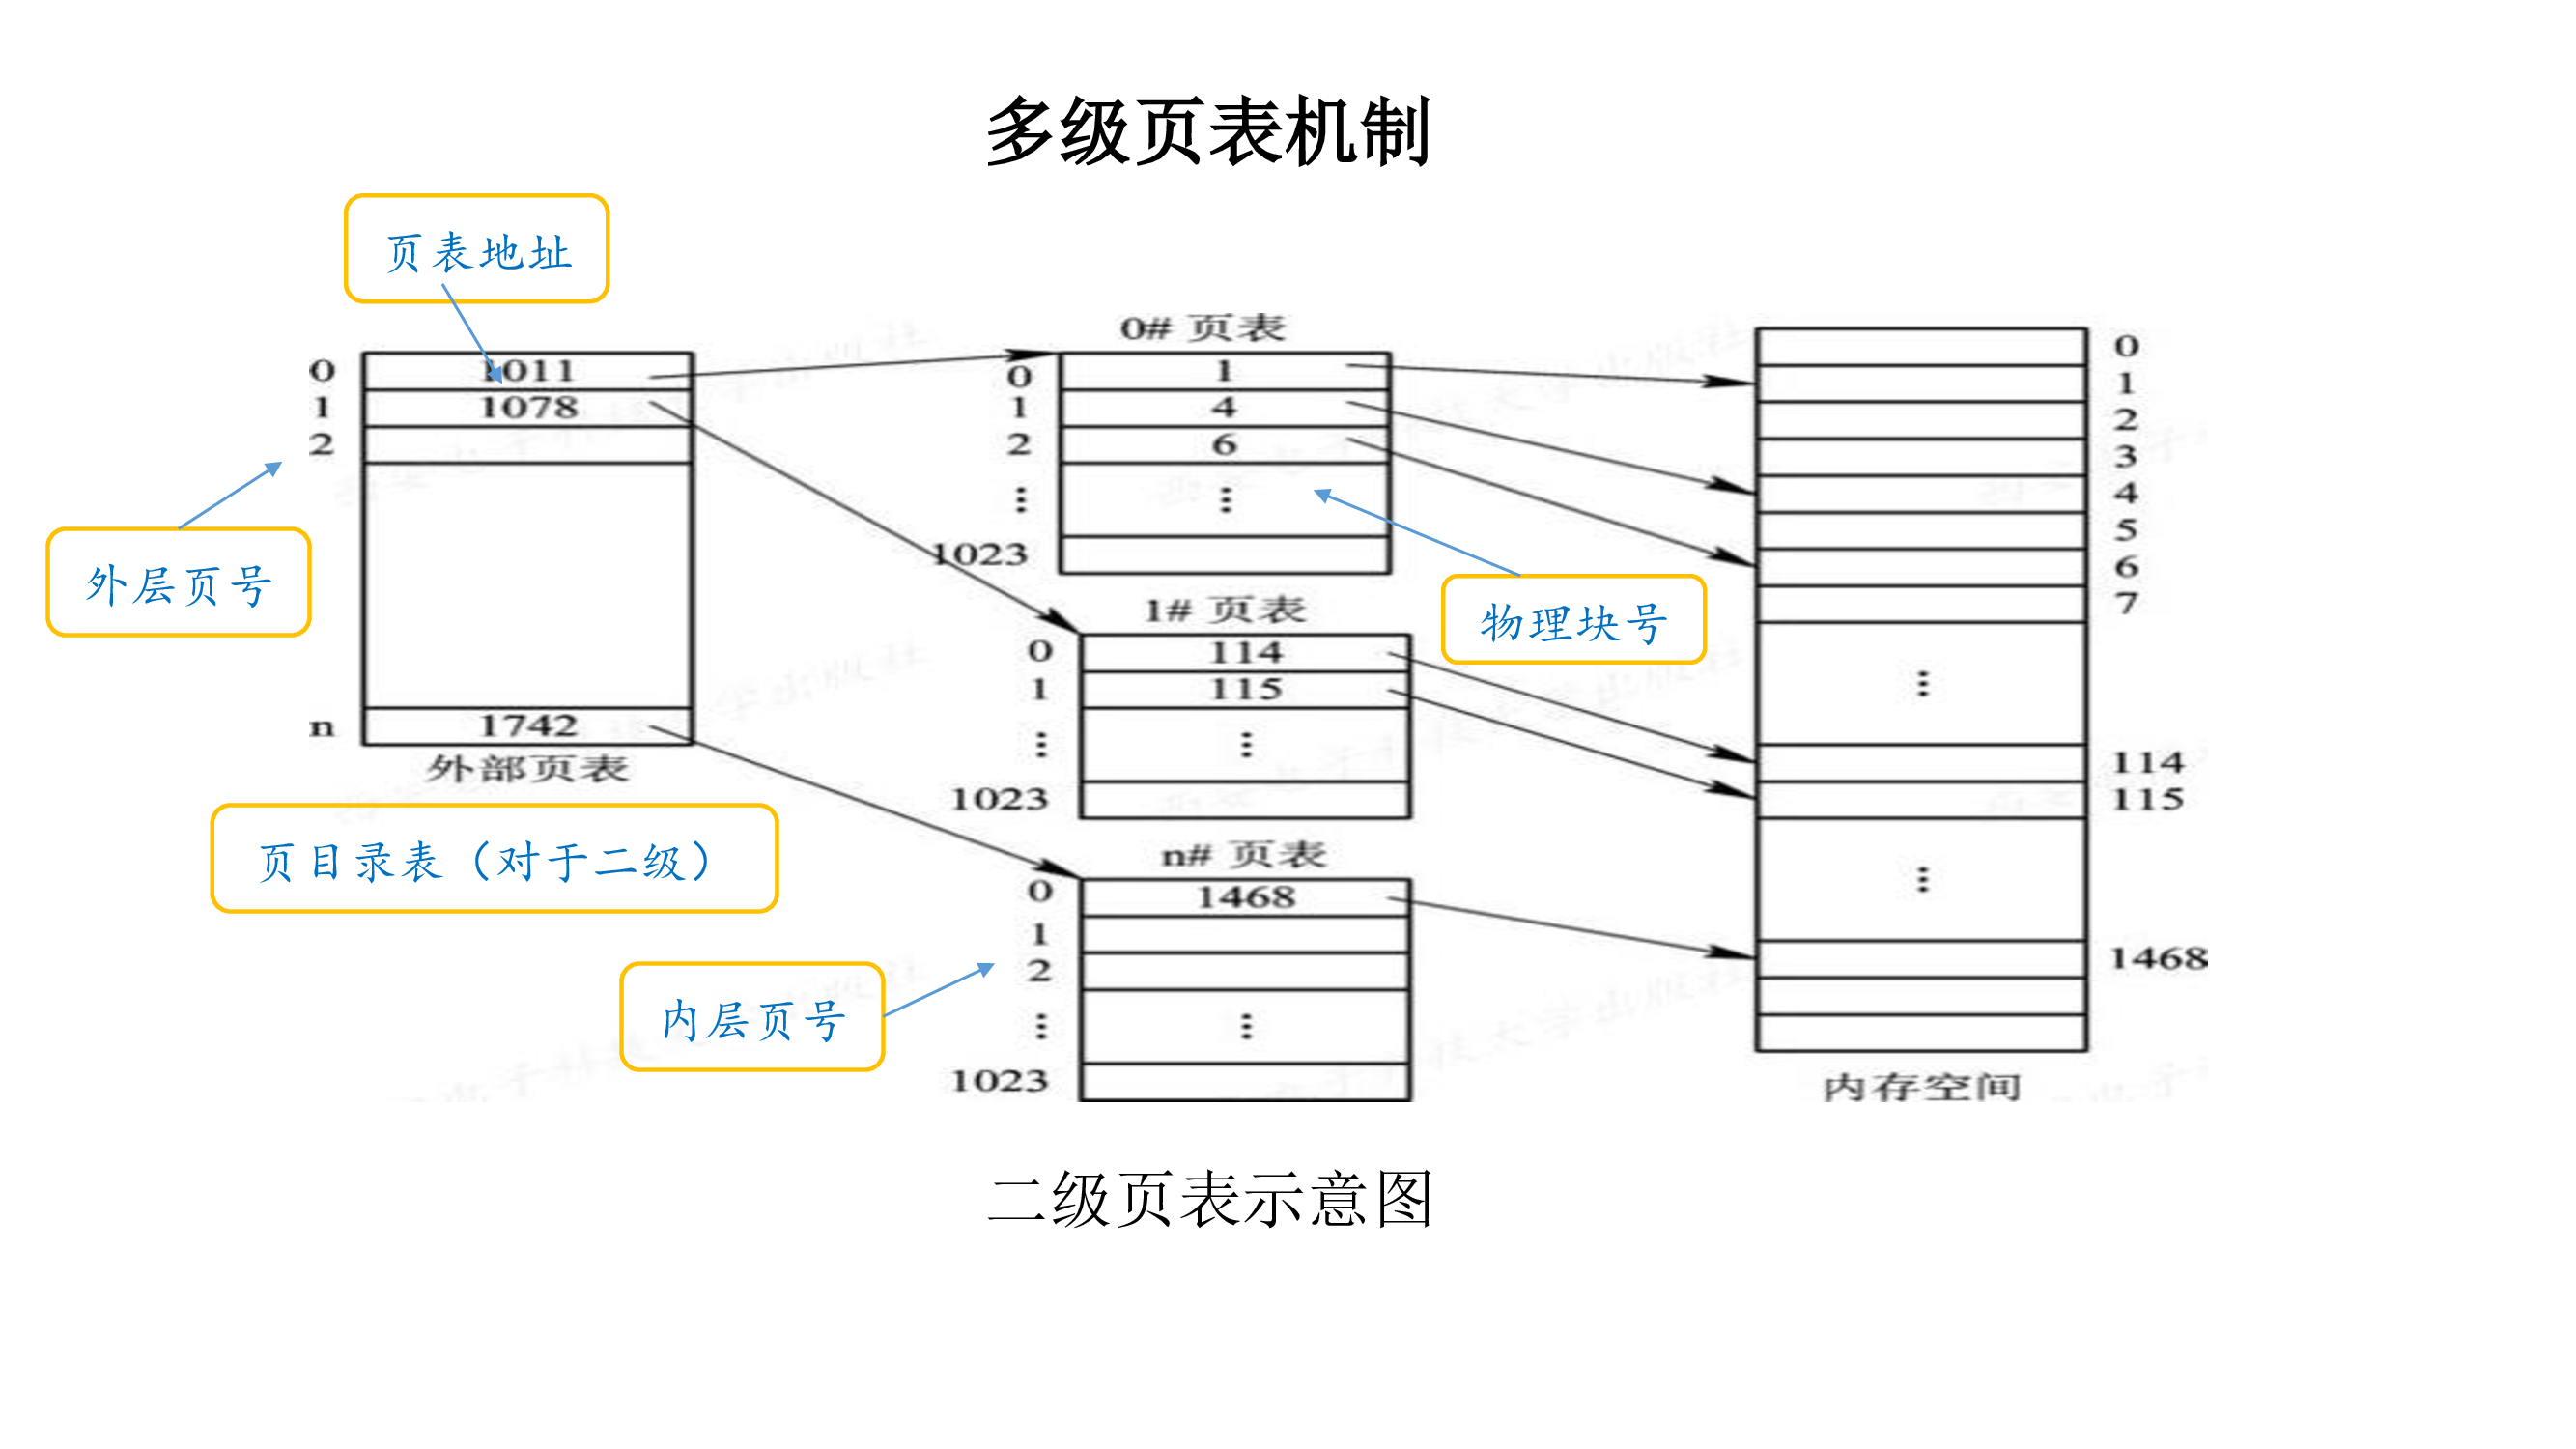 多级页表机制
页表地址
0 1011
1 1078
2
n 1742
外部页表
外层页号
页目录表（对于二级）
0# 页表
0 1
1 4
2 6
⋮ ⋮
1023
物理块号
1# 页表
0 114
1 115
⋮ ⋮
1023
n# 页表
0 1468
1
2
⋮ ⋮
1023
内层页号
0
1
2
3
4
5
6
7
⋮
114
115
⋮
1468
内存空间
二级页表示意图